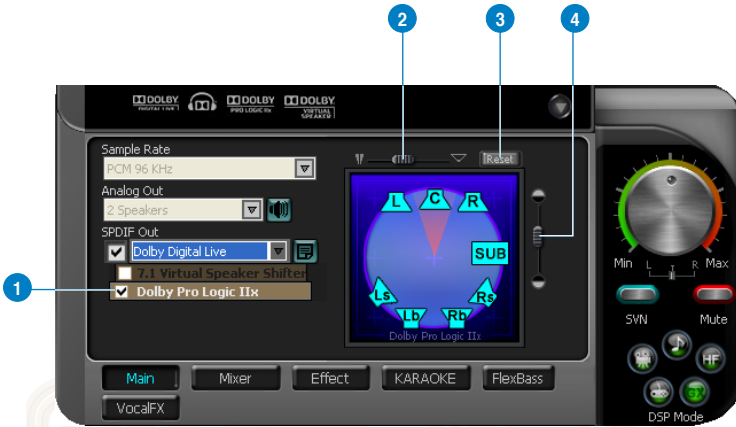 2 3 4
DOLBY DIGITAL LIVE DOLBY PRO LOGIC IIx DOLBY VIRTUAL SPEAKER
Sample Rate
PCM 96 KHz
Reset
Analog Out
2 Speakers
L C R
SPDIF Out
Dolby Digital Live
SUB
7.1 Virtual Speaker Shifter
1 Dolby Pro Logic IIx
Ls Rs
Lb Rb
Dolby Pro Logic IIx
Min L R Max
SVN Mute
HF
GX
DSP Mode
Main Mixer Effect KARAOKE FlexBass
VocalFX